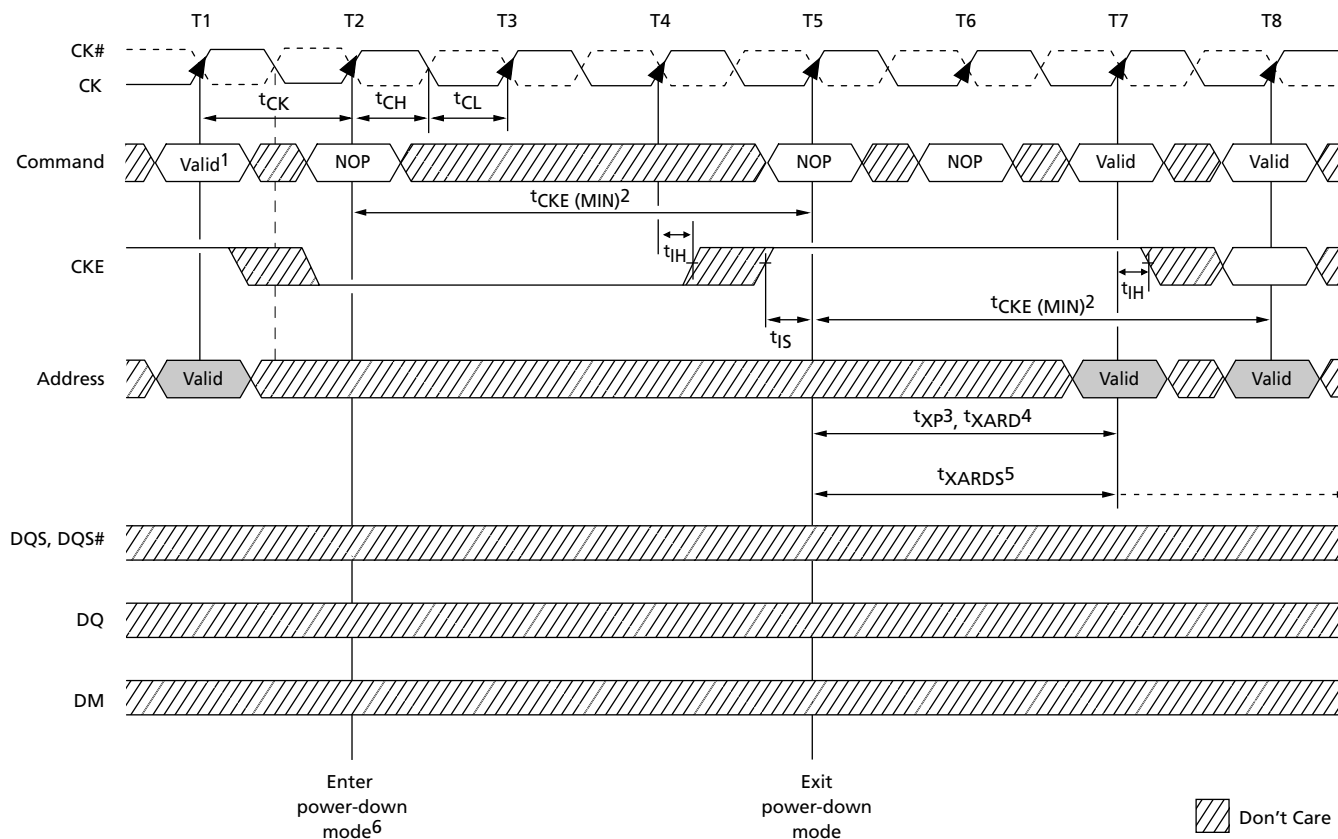 T1 T2 T3 T4 T5 T6 T7 T8
CK#
CK
tCK tCH tCL
Command Valid1 NOP NOP NOP Valid Valid
tCKE (MIN)2
CKE tIH tIH
tCKE (MIN)2
tIS
Address Valid Valid Valid
tXP3, tXARD4
tXARDS5
DQS, DQS#
DQ
DM
Enter
power-down
mode6
Exit
power-down
mode
Don't Care